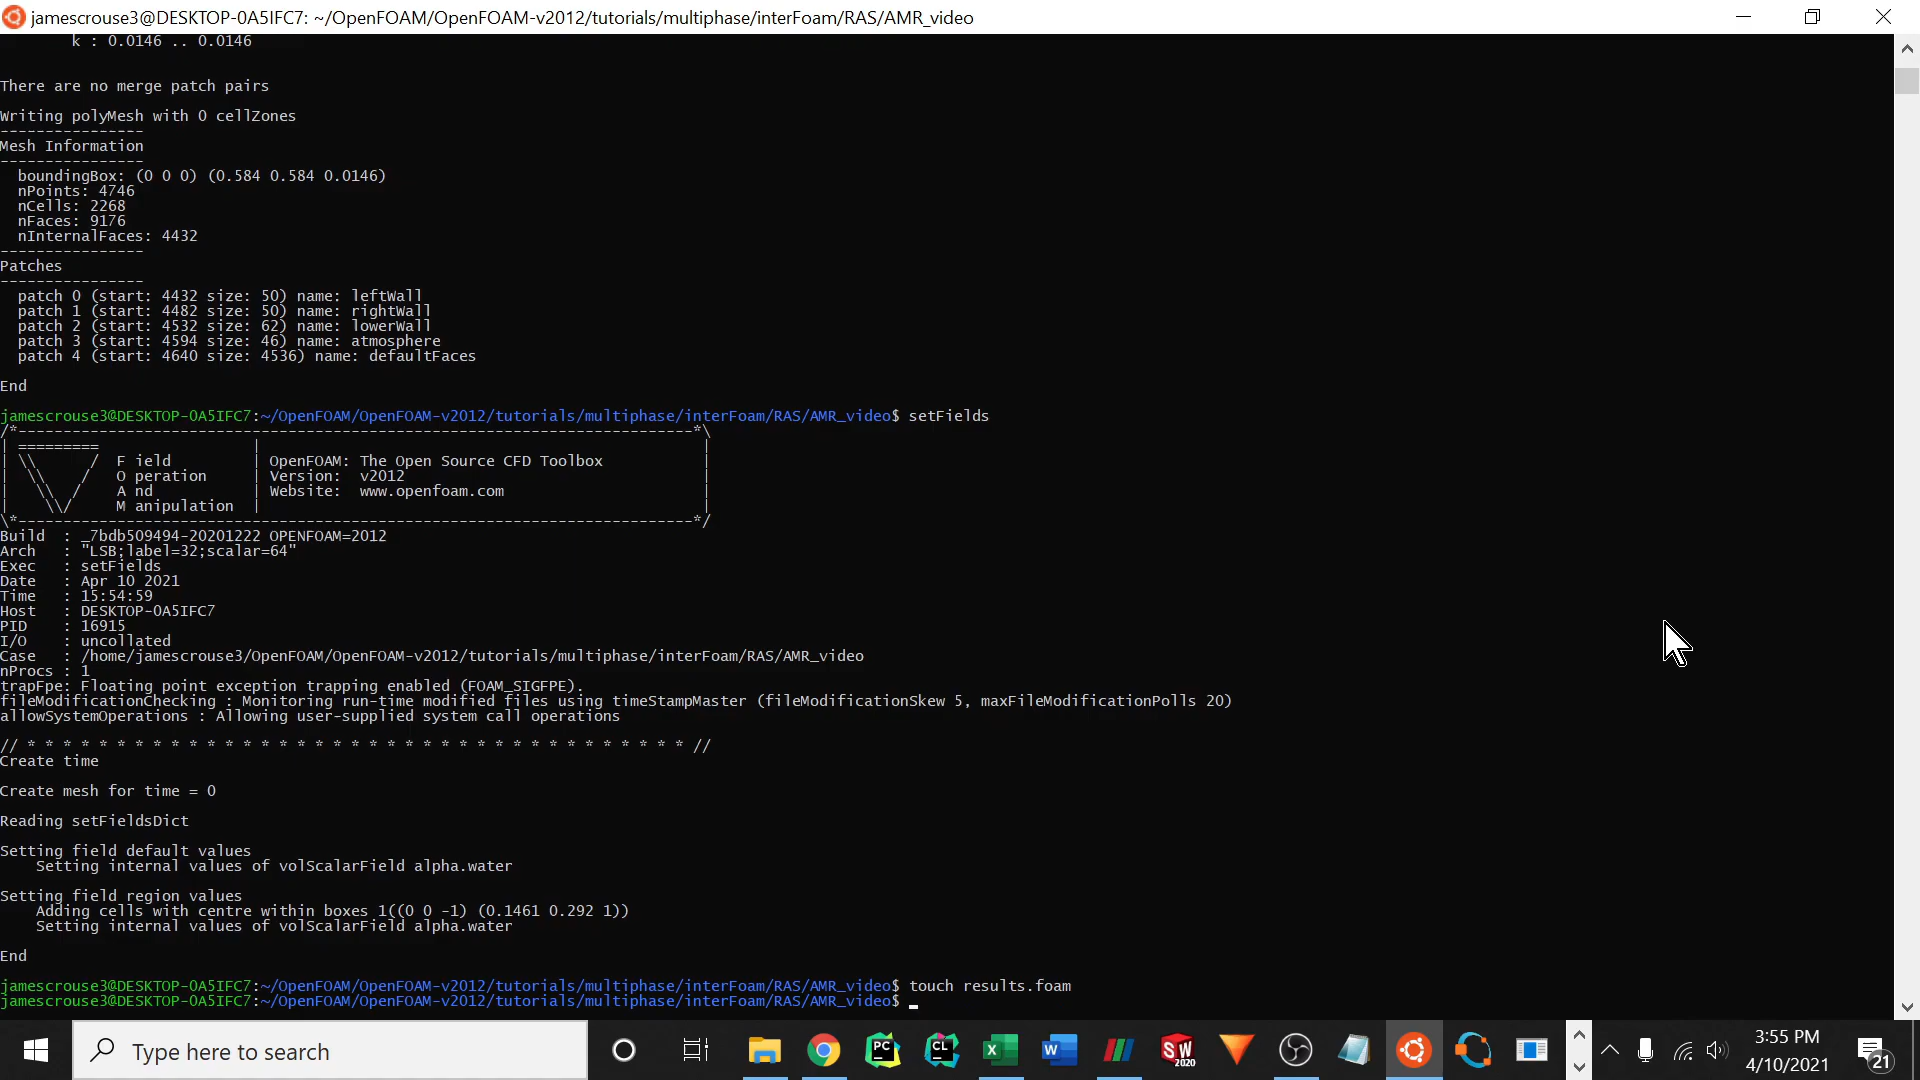 jamescrouse3@DESKTOP-0A5IFC7: ~/OpenFOAM/OpenFOAM-v2012/tutorials/multiphase/interFoam/RAS/AMR_video
k : 0.0146 .. 0.0146
There are no merge patch pairs
Writing polyMesh with 0 cellZones
----------------
Mesh Information
----------------
boundingBox: (0 0 0) (0.584 0.584 0.0146)
nPoints: 4746
nCells: 2268
nFaces: 9176
nInternalFaces: 4432
----------------
Patches
----------------
patch 0 (start: 4432 size: 50) name: leftWall
patch 1 (start: 4482 size: 50) name: rightWall
patch 2 (start: 4532 size: 62) name: lowerWall
patch 3 (start: 4594 size: 46) name: atmosphere
patch 4 (start: 4640 size: 4536) name: defaultFaces
End
jamescrouse3@DESKTOP-0A5IFC7:~/OpenFOAM/OpenFOAM-v2012/tutorials/multiphase/interFoam/RAS/AMR_video$ setFields
/*---------------------------------------------------------------------------*\
| =========                 |                                                 |
| \\      /  F ield         | OpenFOAM: The Open Source CFD Toolbox           |
|  \\    /   O peration     | Version:  v2012                                 |
|   \\  /    A nd           | Website:  www.openfoam.com                      |
|    \\/     M anipulation  |                                                 |
\*---------------------------------------------------------------------------*/
Build  : _7bdb509494-20201222 OPENFOAM=2012
Arch   : "LSB;label=32;scalar=64"
Exec   : setFields
Date   : Apr 10 2021
Time   : 15:54:59
Host   : DESKTOP-0A5IFC7
PID    : 16915
I/O    : uncollated
Case   : /home/jamescrouse3/OpenFOAM/OpenFOAM-v2012/tutorials/multiphase/interFoam/RAS/AMR_video
nProcs : 1
trapFpe: Floating point exception trapping enabled (FOAM_SIGFPE).
fileModificationChecking : Monitoring run-time modified files using timeStampMaster (fileModificationSkew 5, maxFileModificationPolls 20)
allowSystemOperations : Allowing user-supplied system call operations
// * * * * * * * * * * * * * * * * * * * * * * * * * * * * * * * * * * * * * //
Create time
Create mesh for time = 0
Reading setFieldsDict
Setting field default values
Setting internal values of volScalarField alpha.water
Setting field region values
Adding cells with centre within boxes 1((0 0 -1) (0.1461 0.292 1))
Setting internal values of volScalarField alpha.water
End
jamescrouse3@DESKTOP-0A5IFC7:~/OpenFOAM/OpenFOAM-v2012/tutorials/multiphase/interFoam/RAS/AMR_video$ touch results.foam
jamescrouse3@DESKTOP-0A5IFC7:~/OpenFOAM/OpenFOAM-v2012/tutorials/multiphase/interFoam/RAS/AMR_video$ _
Type here to search
PC
CL
X
W
SW
2020
3:55 PM
4/10/2021
21